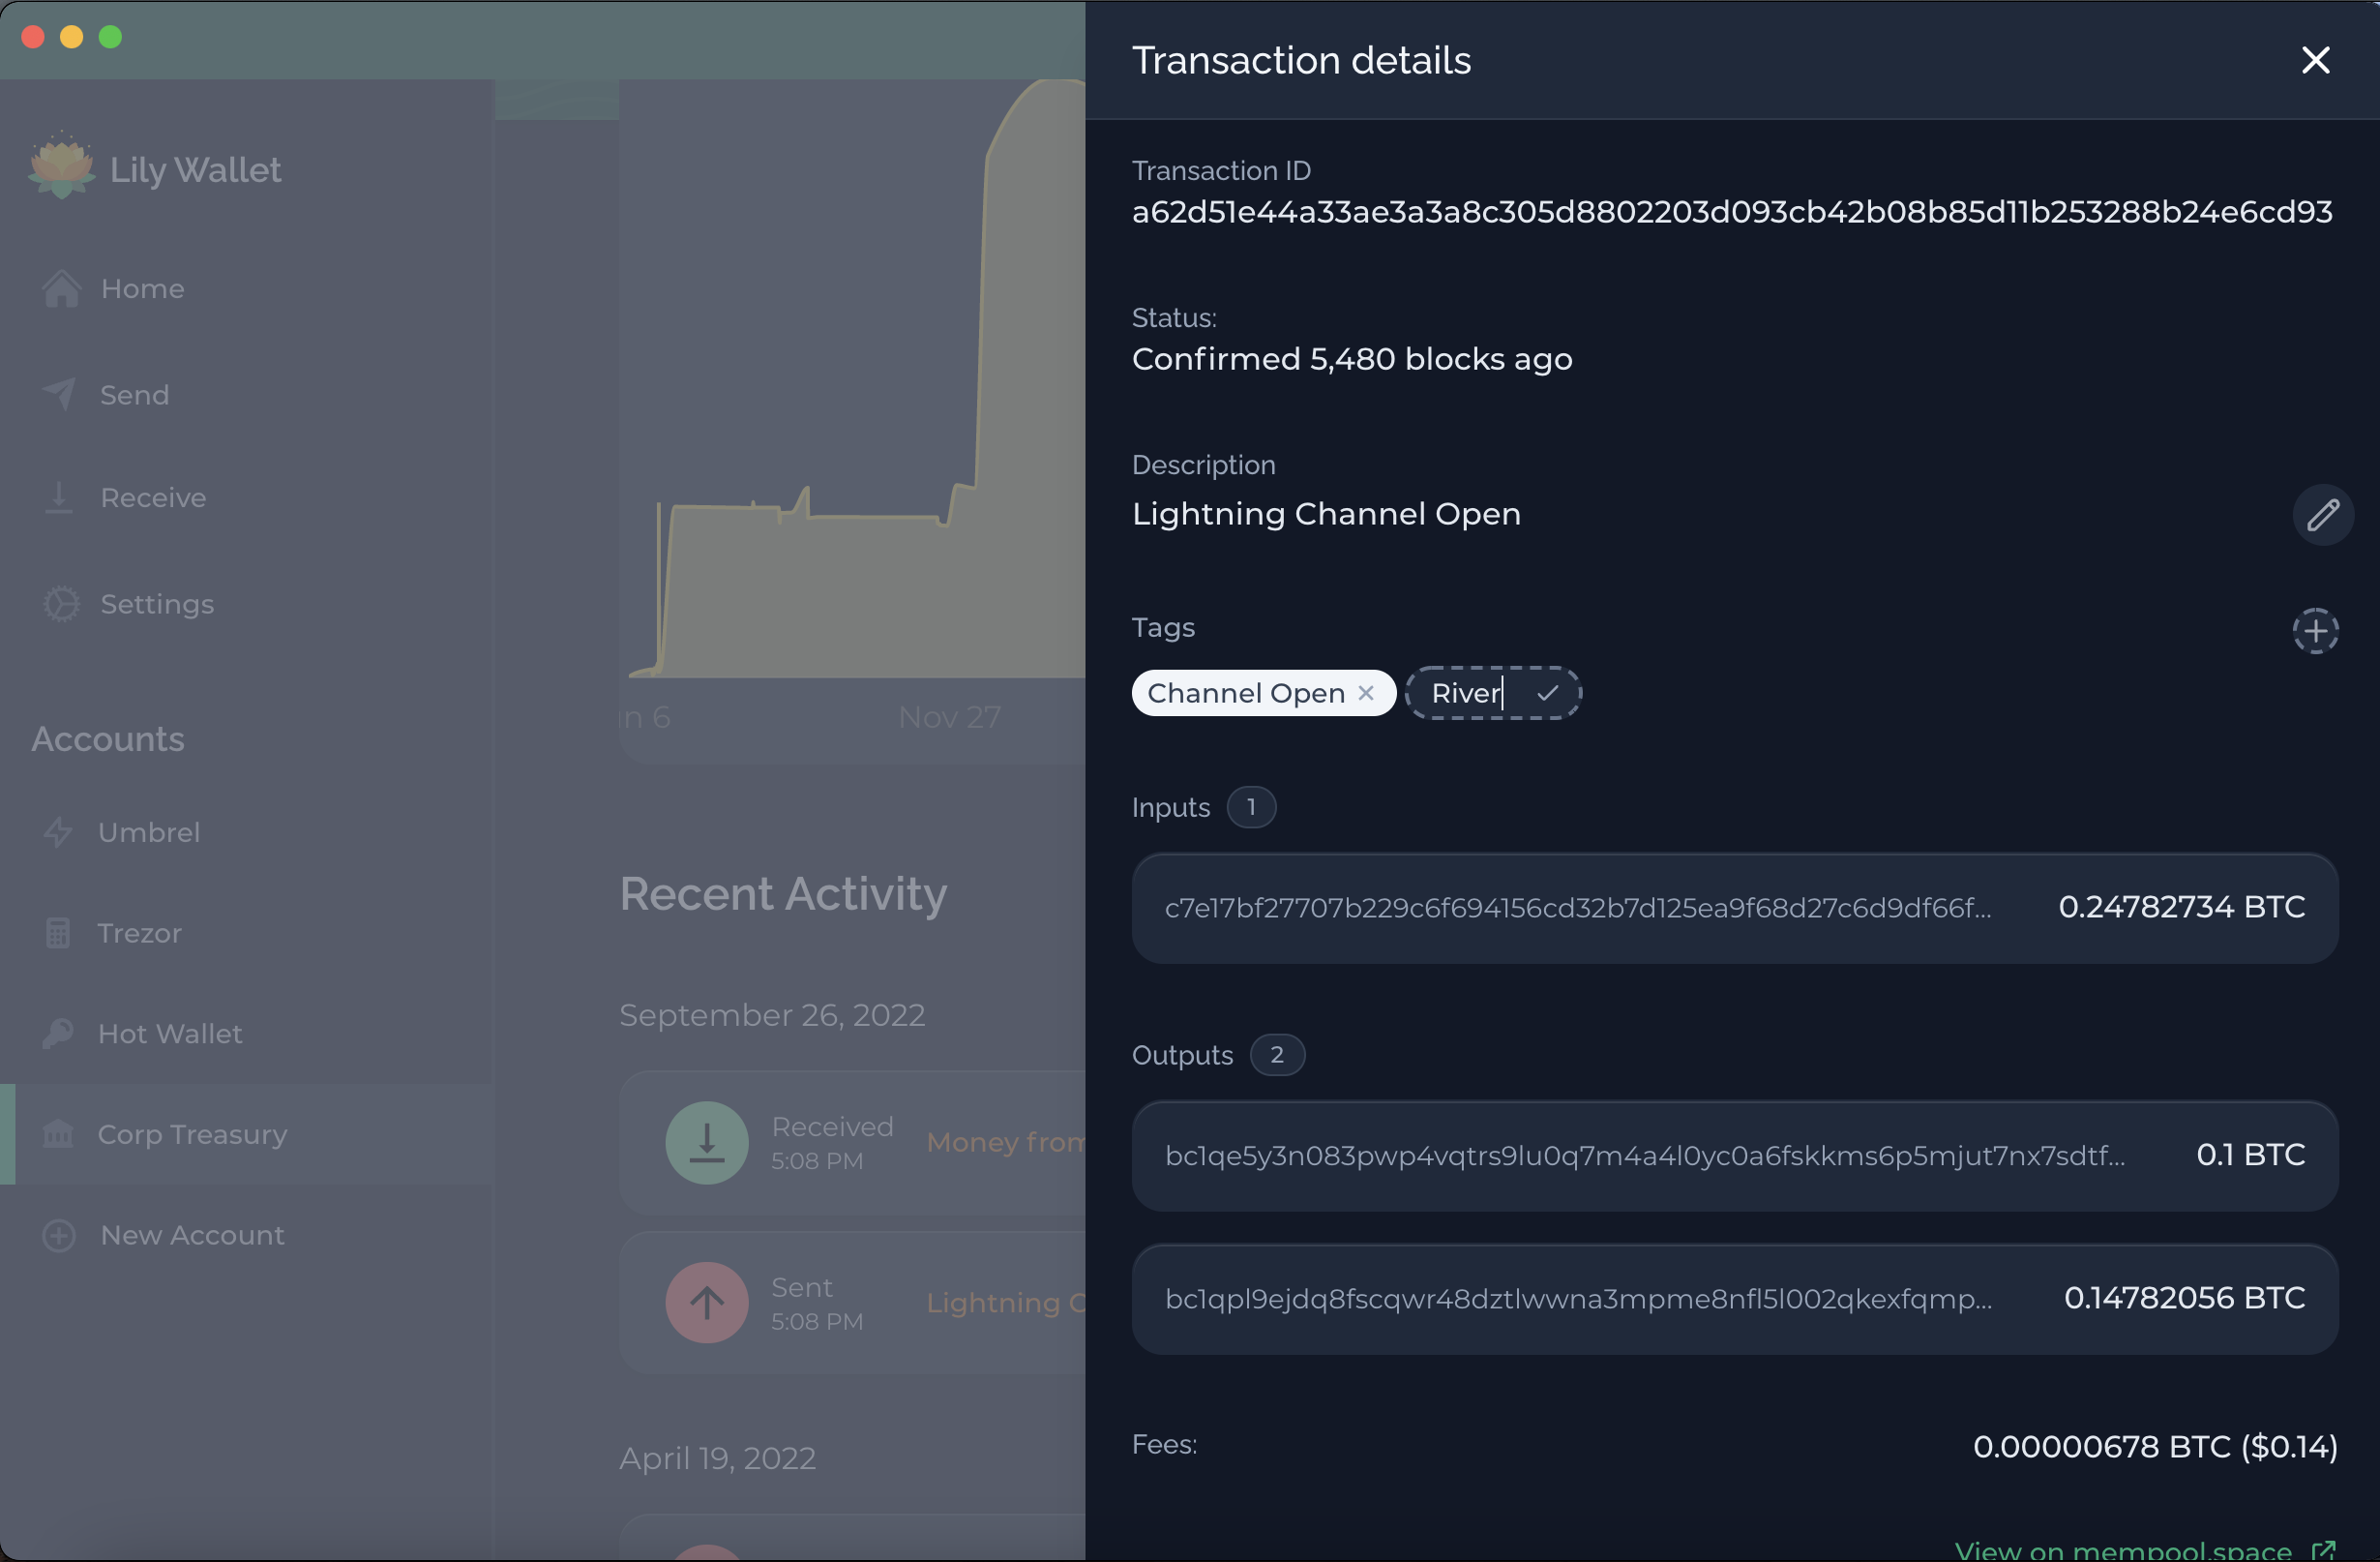 Lily Wallet
Home
Send
Receive
Settings
Accounts
Umbrel
Trezor
Hot Wallet
Corp Treasury
New Account
n 6
Nov 27
Recent Activity
September 26, 2022
Received
5:08 PM
Money from
Sent
5:08 PM
Lightning C
April 19, 2022
Transaction details
Transaction ID
a62d51e44a33ae3a3a8c305d8802203d093cb42b08b85d11b253288b24e6cd93
Status:
Confirmed 5,480 blocks ago
Description
Lightning Channel Open
Tags
Channel Open
River
Inputs 1
c7e17bf27707b229c6f694156cd32b7d125ea9f68d27c6d9df66f... 0.24782734 BTC
Outputs 2
bc1qe5y3n083pwp4vqtrs9lu0q7m4a4l0yc0a6fskkms6p5mjut7nx7sdtf... 0.1 BTC
bc1qpl9ejdq8fscqwr48dztlwwna3mpme8nfl5l002qkexfqmp... 0.14782056 BTC
Fees: 0.00000678 BTC ($0.14)
View on mempool.space